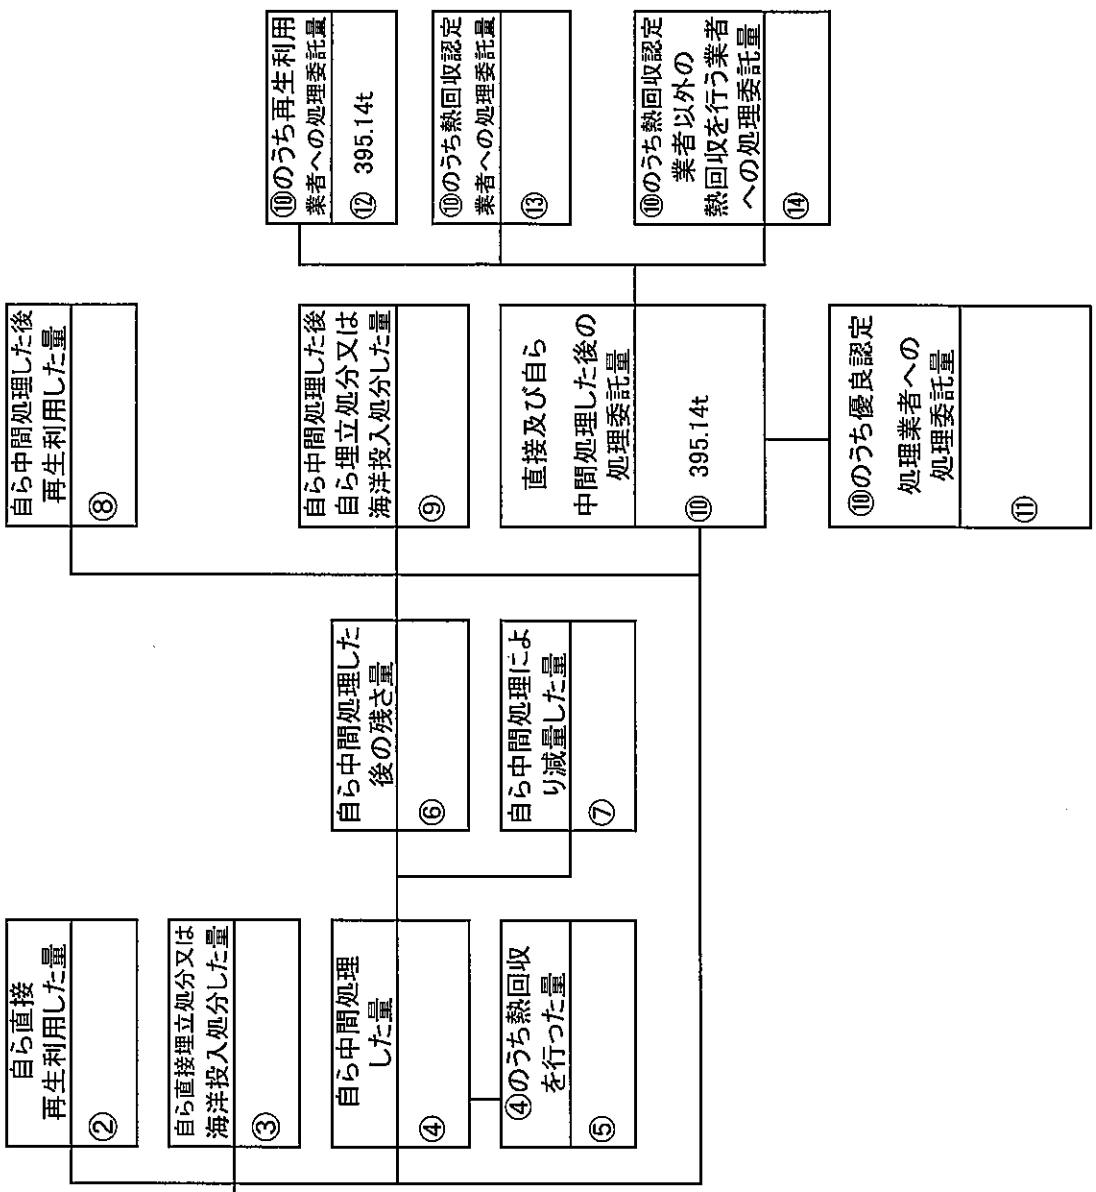 自ら直接
再生利用した量
②
自ら直接埋立処分又は
海洋投入処分した量
③
自ら中間処理
した量
④
④のうち熱回収
を行った量
⑤
自ら中間処理した
後の残さ量
⑥
自ら中間処理によ
り減量した量
⑦
自ら中間処理した後
再生利用した量
⑧
自ら中間処理した後
自ら埋立処分又は
海洋投入処分した量
⑨
直接及び自ら
中間処理した後の
処理委託量
⑩ 395.14t
⑩のうち優良認定
処理業者への
処理委託量
⑪
⑩のうち再生利用
業者への処理委託量
⑫ 395.14t
⑩のうち熱回収認定
業者への処理委託量
⑬
⑩のうち熱回収認定
業者以外の
熱回収を行う業者
への処理委託量
⑭